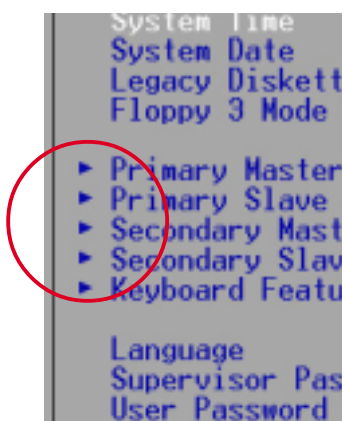 System Time
System Date
Legacy Diskett
Floppy 3 Mode
Primary Master
Primary Slave
Secondary Mast
Secondary Slav
Keyboard Featu
Language
Supervisor Pas
User Password